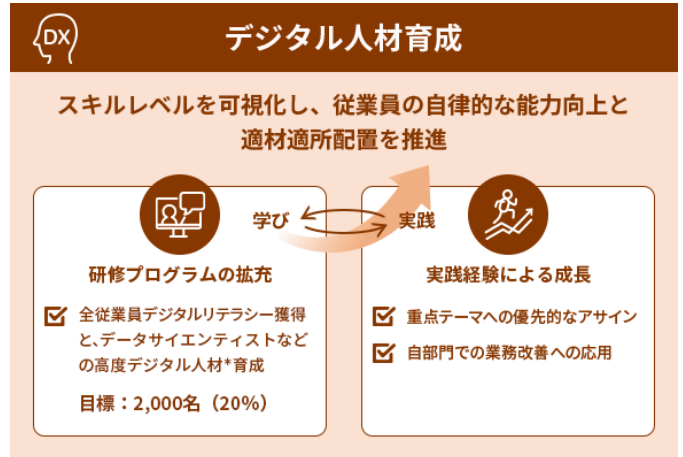 DX
デジタル人材育成
スキルレベルを可視化し、従業員の自律的な能力向上と
適材適所配置を推進
学び
実践
研修プログラムの拡充
全従業員デジタルリテラシー獲得
と、データサイエンティストなど
の高度デジタル人材*育成
目標：2,000名（20%）
実践経験による成長
重点テーマへの優先的なアサイン
自部門での業務改善への応用